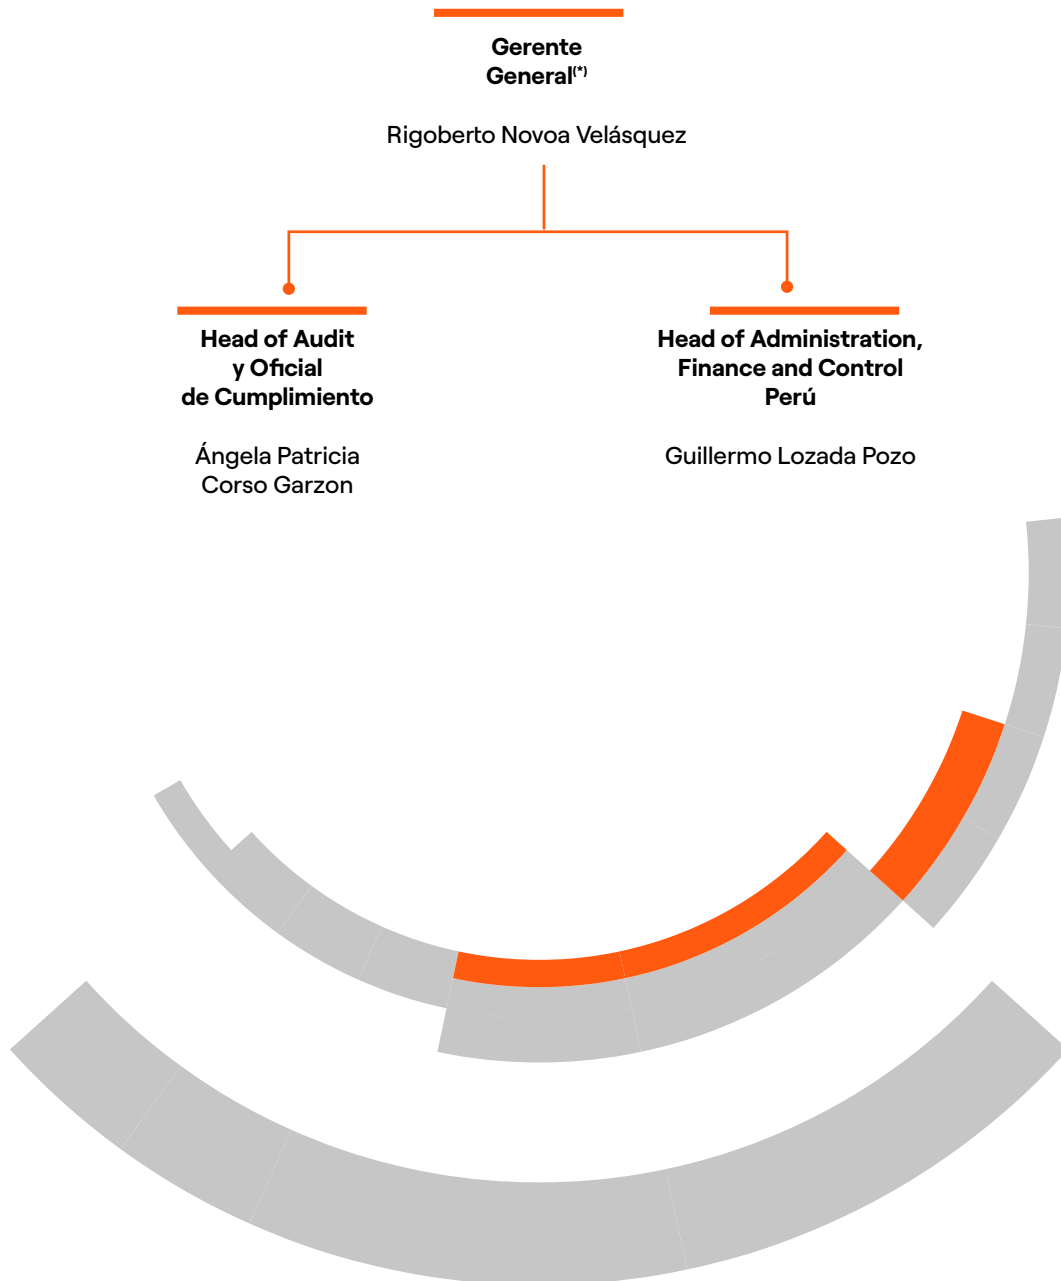 Gerente
General(*)
Rigoberto Novoa Velásquez
Head of Audit
y Oficial
de Cumplimiento
Ángela Patricia
Corso Garzon
Head of Administration,
Finance and Control
Perú
Guillermo Lozada Pozo